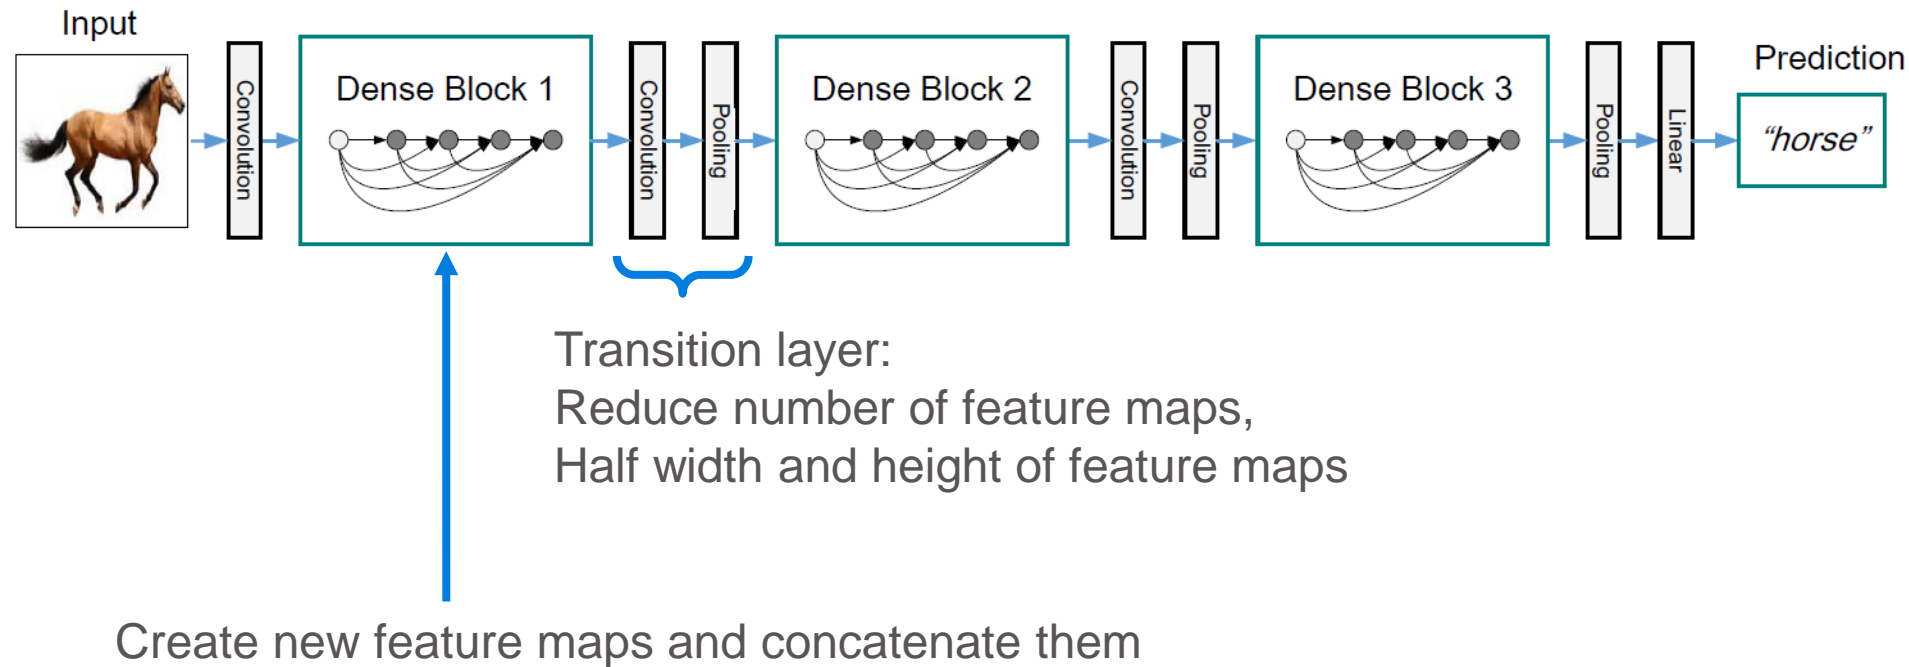 Input
Convolution
Dense Block 1
Convolution
Pooling
Dense Block 2
Convolution
Pooling
Dense Block 3
Pooling
Linear
Prediction
“horse”
Transition layer:
Reduce number of feature maps,
Half width and height of feature maps
Create new feature maps and concatenate them